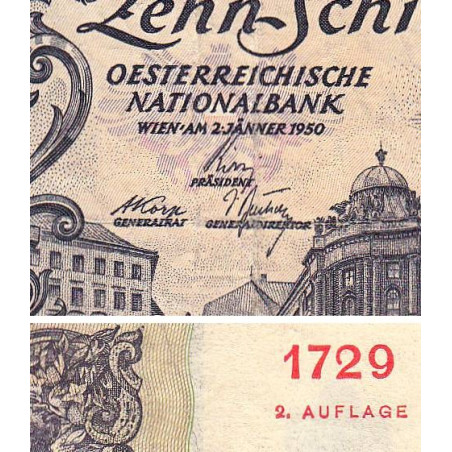 Zehn Schi
OESTERREICHISCHE
NATIONALBANK
WIEN·AM 2·JÄNNER 1950
PRÄSIDENT
GENERALRAT GENERALDIREKTOR
1729
2. AUFLAGE